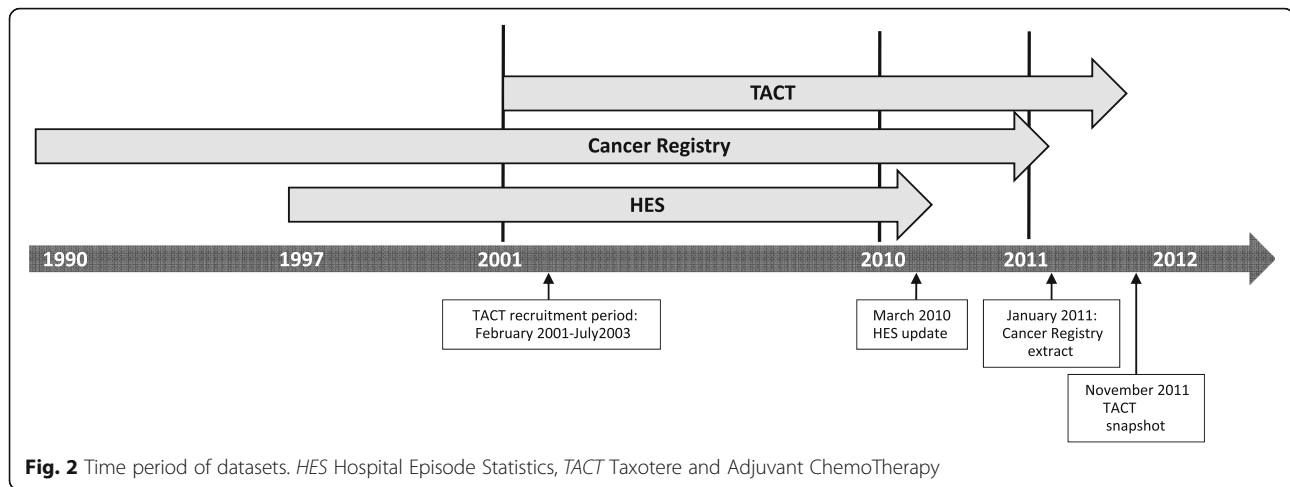 TACT
Cancer Registry
HES
1990 1997 2001 2010 2011 2012
TACT recruitment period:
February 2001-July2003
March 2010
HES update
January 2011:
Cancer Registry
extract
November 2011
TACT
snapshot
Fig. 2 Time period of datasets. HES Hospital Episode Statistics, TACT Taxotere and Adjuvant ChemoTherapy